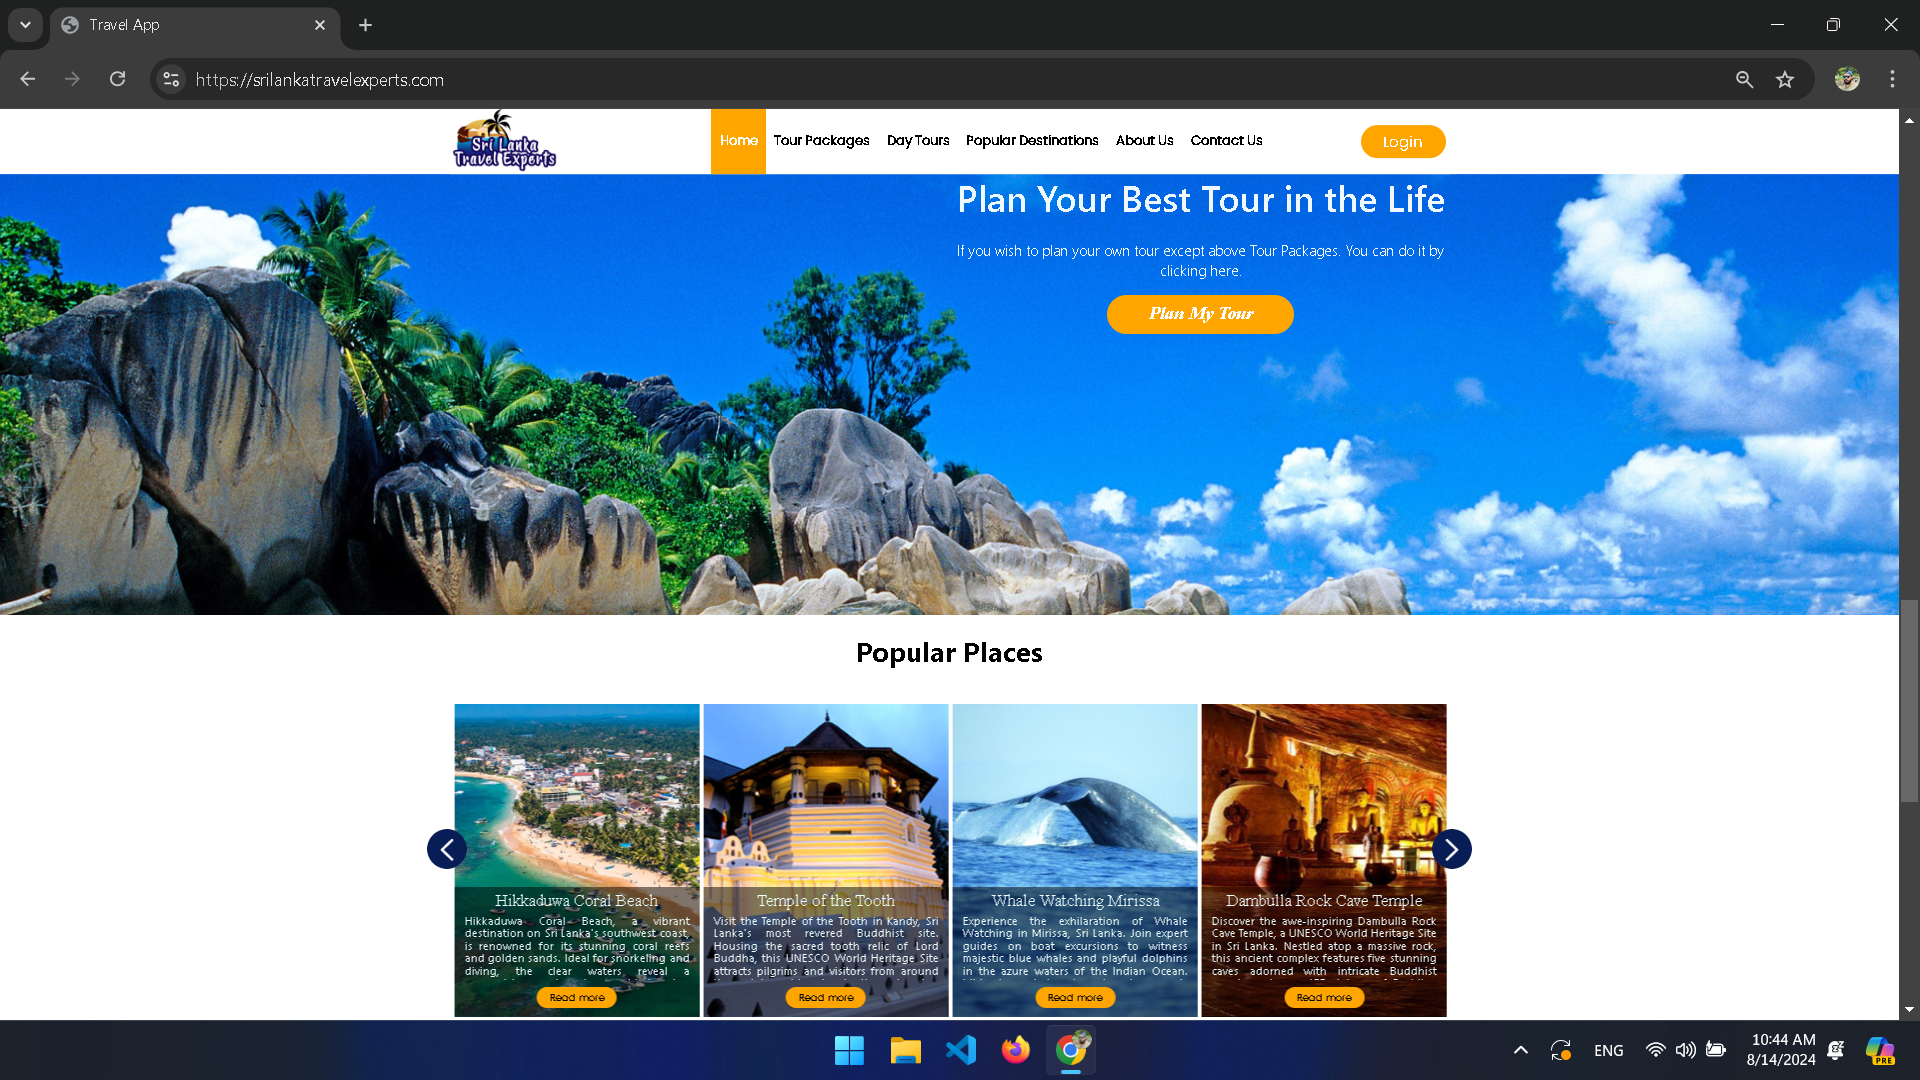 Travel App
https://srilankatravelexperts.com
Sri Lanka
Travel Experts
Home
Tour Packages
Day Tours
Popular Destinations
About Us
Contact Us
Login
Plan Your Best Tour in the Life
If you wish to plan your own tour except above Tour Packages. You can do it by
clicking here.
Plan My Tour
Popular Places
Hikkaduwa Coral Beach
Hikkaduwa Coral Beach, a vibrant
destination on Sri Lanka's southwest coast,
is renowned for its stunning coral reefs
and golden sands. Ideal for snorkeling and
diving, the clear waters reveal a
Read more
Temple of the Tooth
Visit the Temple of the Tooth in Kandy, Sri
Lanka's most revered Buddhist site.
Housing the sacred tooth relic of Lord
Buddha, this UNESCO World Heritage Site
attracts pilgrims and visitors from around
Read more
Whale Watching Mirissa
Experience the exhilaration of Whale
Watching in Mirissa, Sri Lanka. Join expert
guides on boat excursions to witness
majestic blue whales and playful dolphins
in the azure waters of the Indian Ocean.
Read more
Dambulla Rock Cave Temple
Discover the awe-inspiring Dambulla Rock
Cave Temple, a UNESCO World Heritage Site
in Sri Lanka. Nestled atop a massive rock,
this ancient complex features five stunning
caves adorned with intricate Buddhist
Read more
ENG
10:44 AM
8/14/2024
PRE